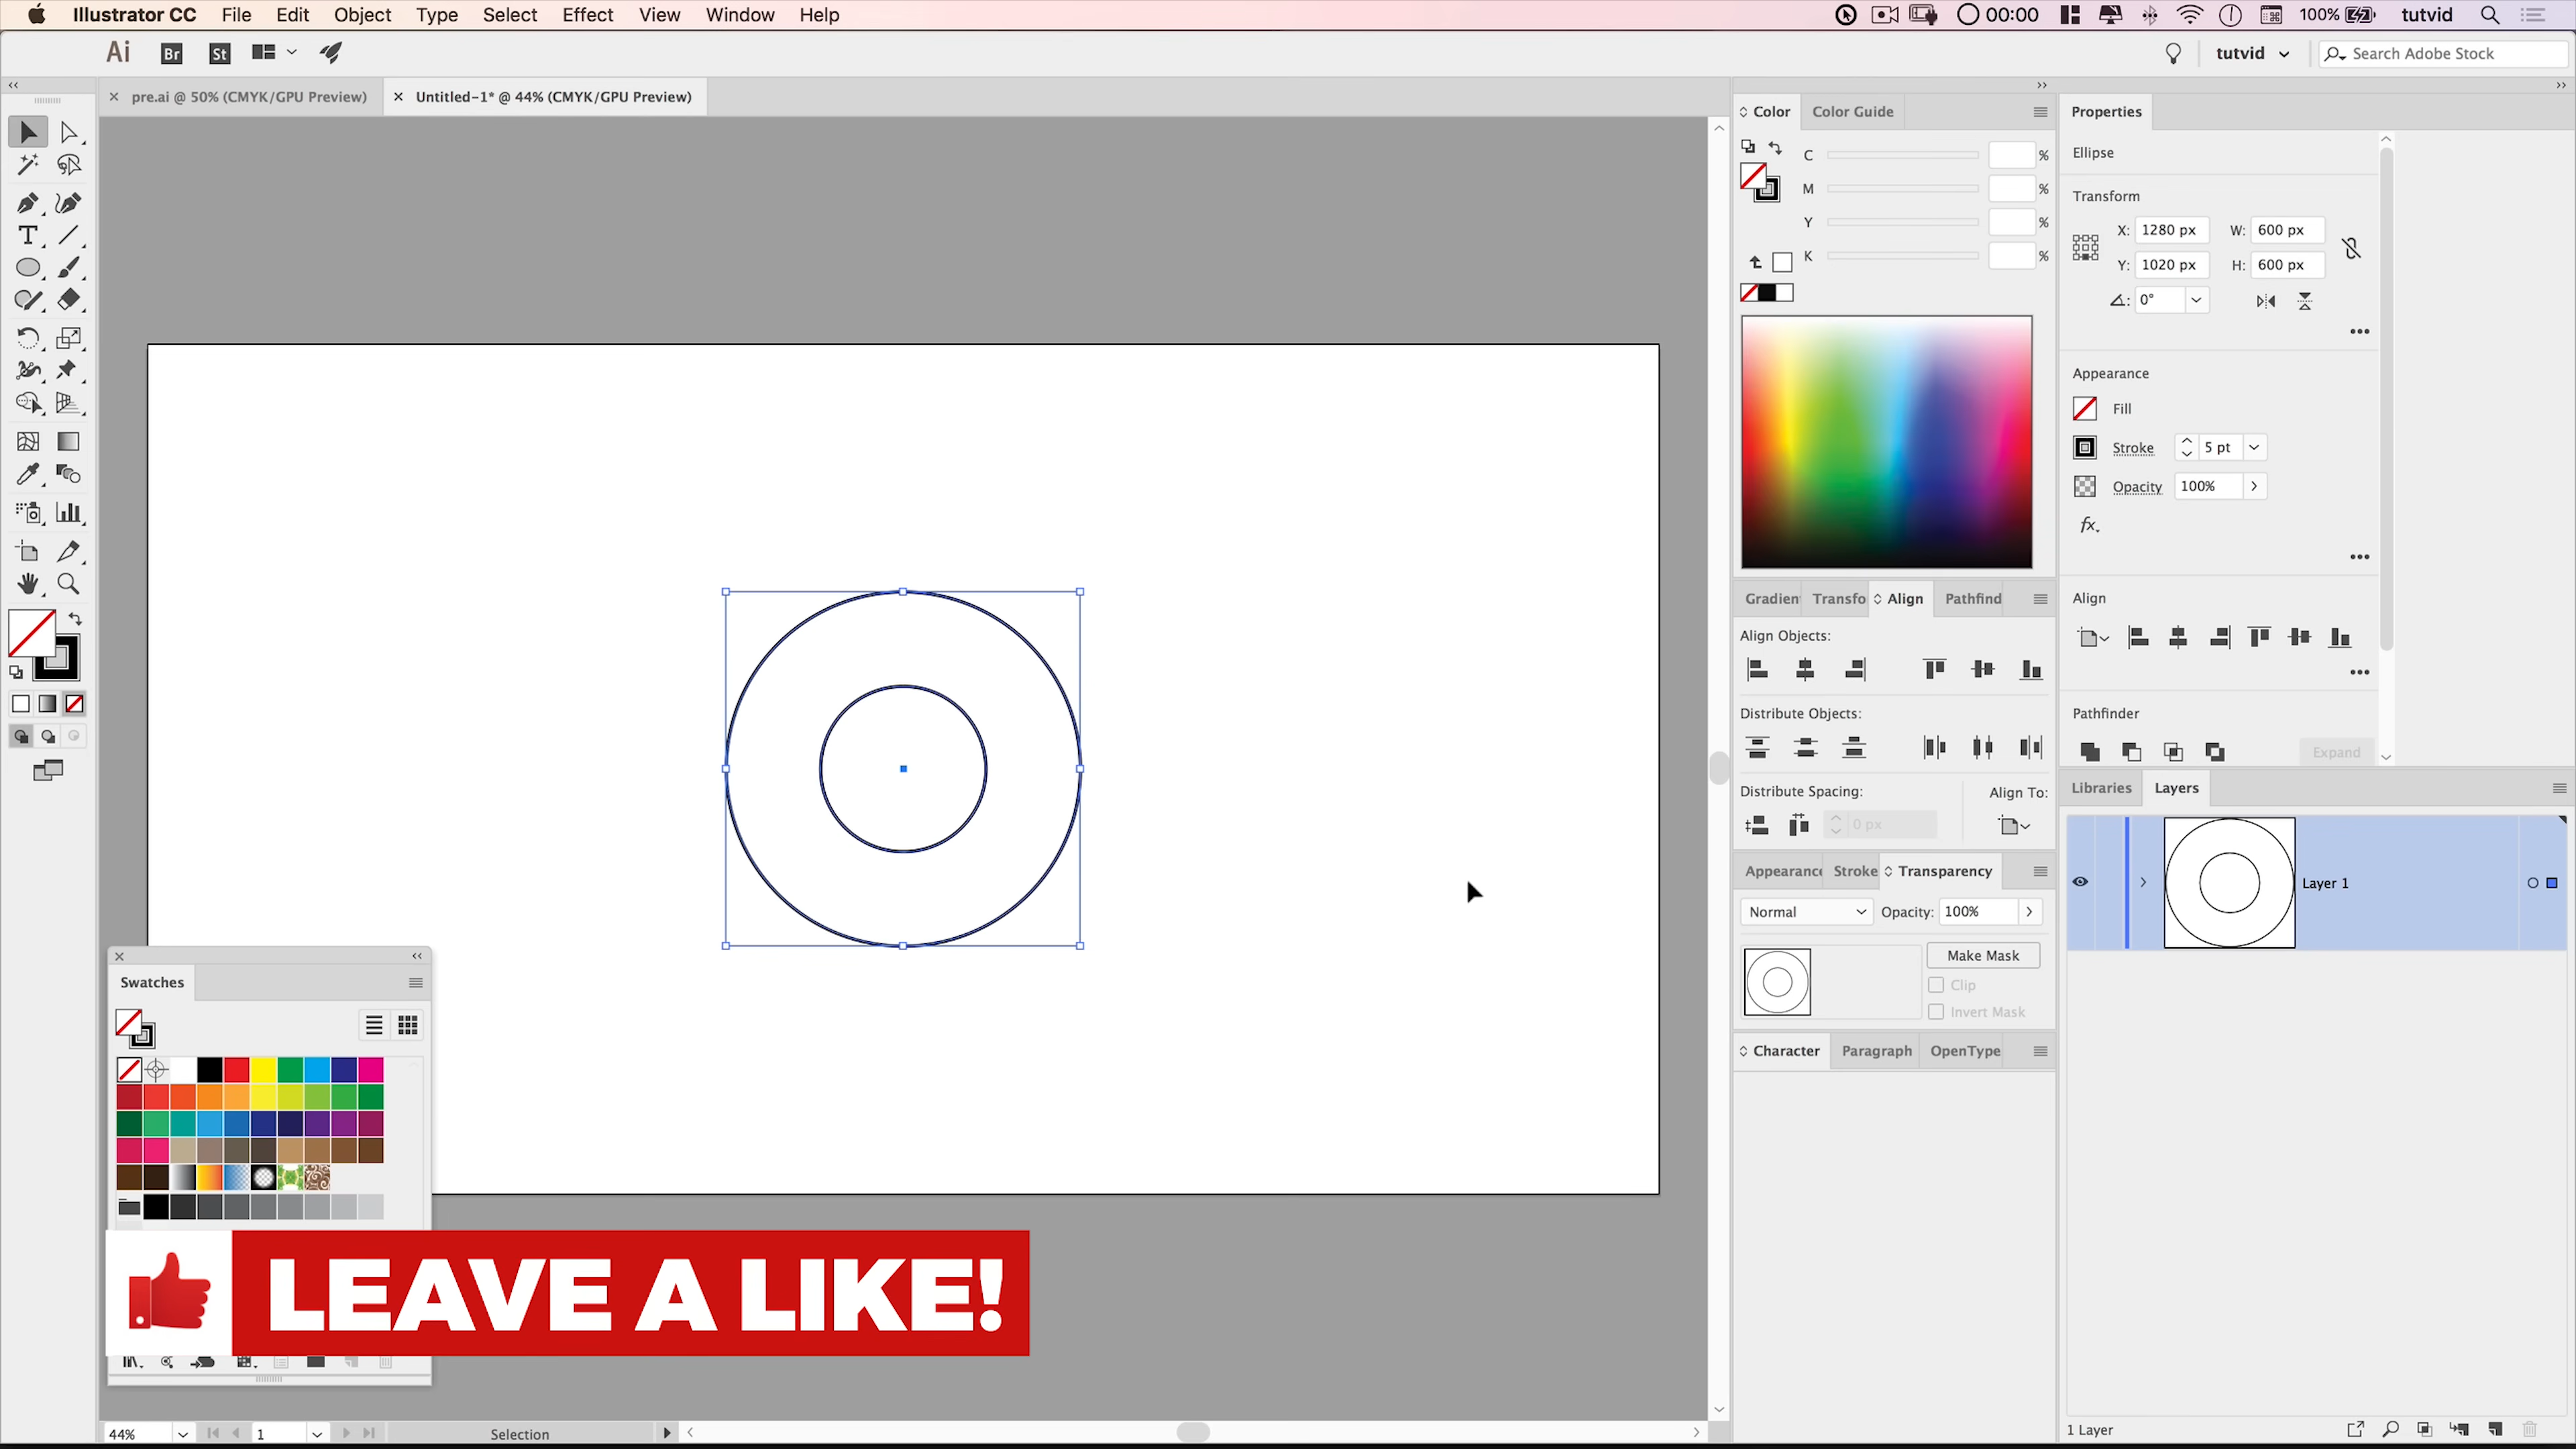 Illustrator CC File Edit Object Type Select Effect View Window Help 00:00 100% tutvid
Ai Br St tutvid Search Adobe Stock
pre.ai @ 50% (CMYK/GPU Preview) Untitled-1* @ 44% (CMYK/GPU Preview)
Color Color Guide
C %
M %
Y %
K %
Gradien Transfo Align Pathfind
Align Objects:
Distribute Objects:
Distribute Spacing: Align To:
0 px
Appearanc Stroke Transparency
Normal Opacity: 100%
Make Mask
Clip
Invert Mask
Character Paragraph OpenType
Properties
Ellipse
Transform
X: 1280 px W: 600 px
Y: 1020 px H: 600 px
0°
Appearance
Fill
Stroke 5 pt
Opacity 100%
fx.
Align
Pathfinder
Expand
Libraries Layers
Layer 1
1 Layer
Swatches
LEAVE A LIKE!
44% 1 Selection